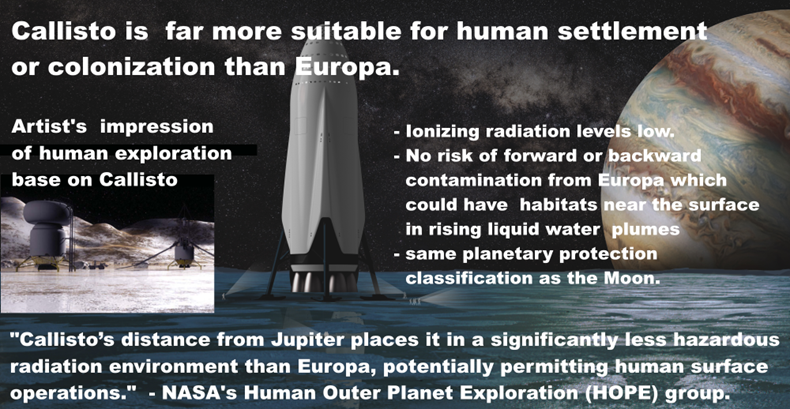 Callisto is  far more suitable for human settlement
or colonization than Europa.
Artist's  impression
of human exploration
base on Callisto
- Ionizing radiation levels low.
- No risk of forward or backward
contamination from Europa which
could have  habitats near the surface
in rising liquid water  plumes
- same planetary protection
classification as the Moon.
"Callisto’s distance from Jupiter places it in a significantly less hazardous
radiation environment than Europa, potentially permitting human surface
operations."  - NASA's Human Outer Planet Exploration (HOPE) group.